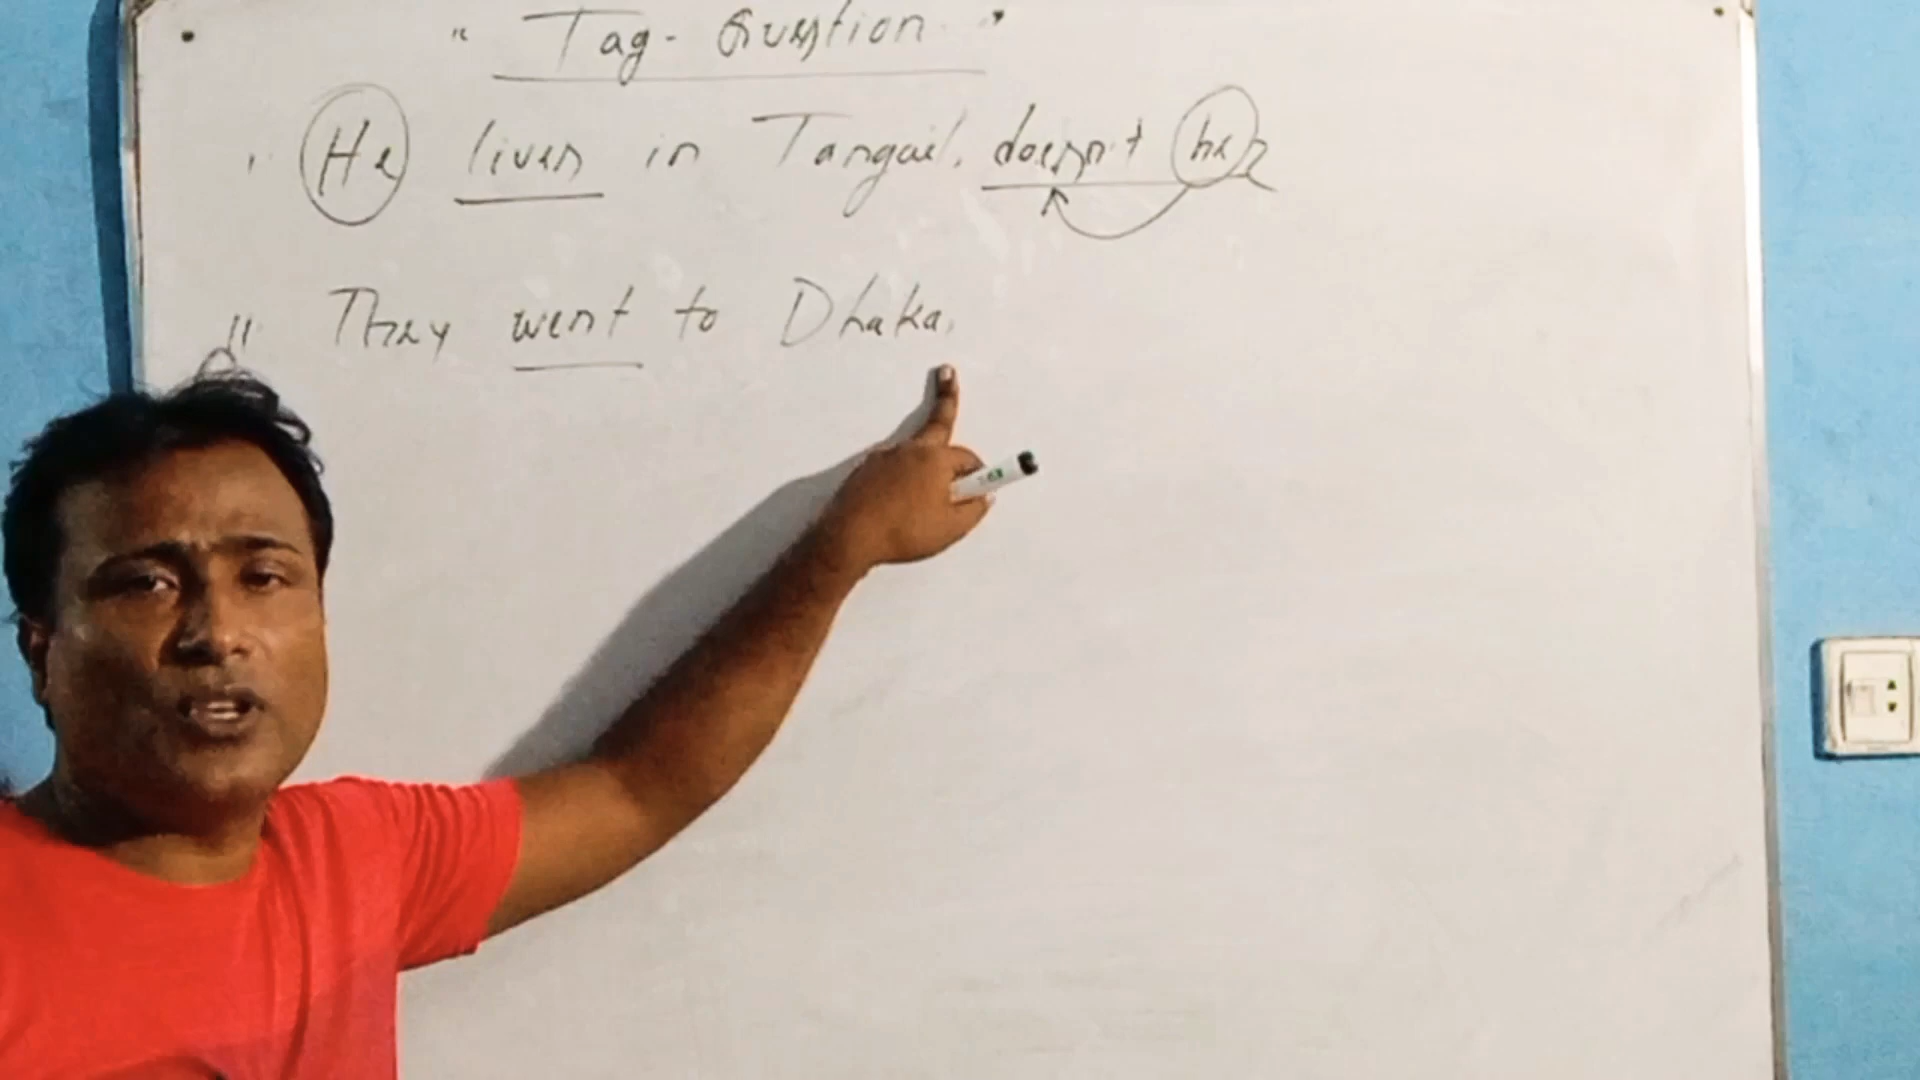 " Tag- Question "
i. He lives in Tangail, doesn't he?
ii. They went to Dhaka,